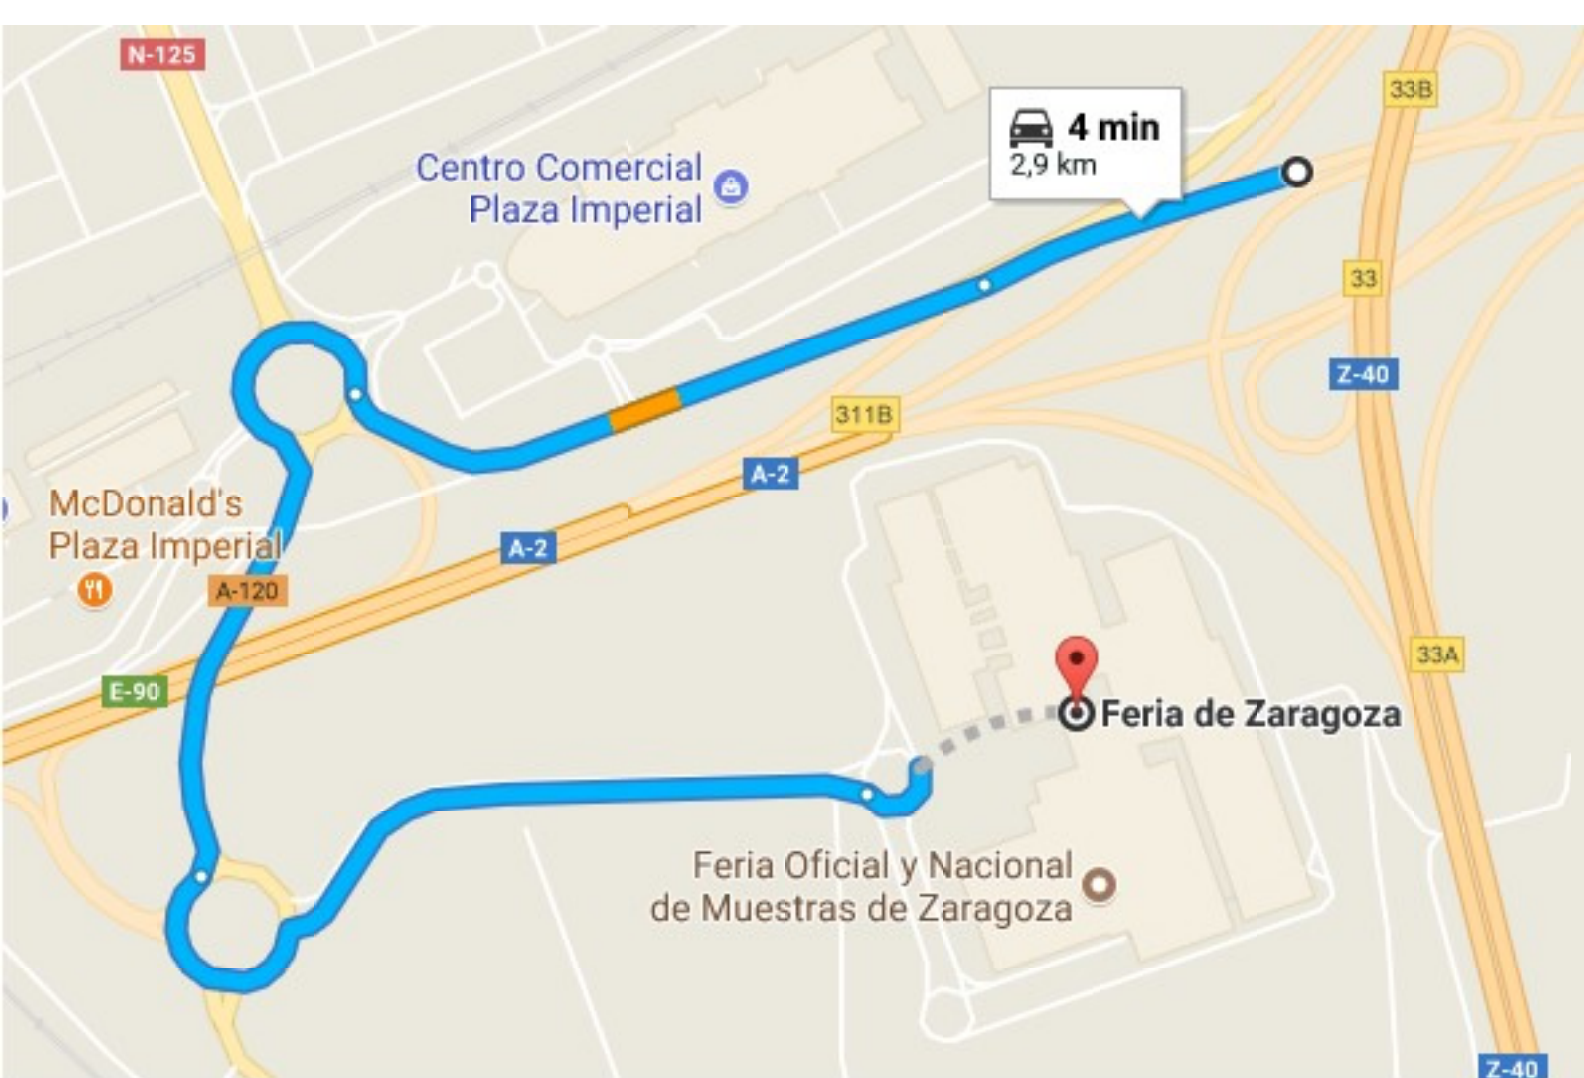 N-125
33B
4 min
2,9 km
Centro Comercial
Plaza Imperial
33
Z-40
311B
A-2
McDonald's
Plaza Imperial
A-2
A-120
33A
E-90
Feria de Zaragoza
Feria Oficial y Nacional
de Muestras de Zaragoza
Z-40